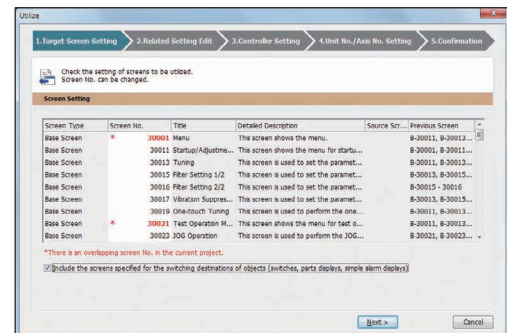 Utilize
1.Target Screen Setting 2.Related Setting Edit 3.Controller Setting 4.Unit No./Axis No. Setting 5.Confirmation
Check the setting of screens to be utilized.
Screen No. can be changed.
Screen Setting
Screen Type Screen No. Title Detailed Description Source Scr... Previous Screen
Base Screen * 30001 Menu This screen shows the menu. B-30011, B-30013...
Base Screen 30011 Startup/Adjustme... This screen shows the menu for startu... B-30001, B-30011...
Base Screen 30013 Tuning This screen is used to set the paramet... B-30011, B-30013...
Base Screen 30015 Filter Setting 1/2 This screen is used to set the paramet... B-30013, B-30015...
Base Screen 30016 Filter Setting 2/2 This screen is used to set the paramet... B-30015 - 30016
Base Screen 30017 Vibration Suppres... This screen is used to set the paramet... B-30013, B-30015...
Base Screen 30019 One-touch Tuning This screen is used to perform the one... B-30011, B-30013...
Base Screen * 30021 Test Operation M... This screen shows the menu for test o... B-30011, B-30013...
Base Screen 30023 JOG Operation This screen is used to perform the JOG... B-30021, B-30023...
*There is an overlapping screen No. in the current project.
Include the screens specified for the switching destinations of objects (switches, parts displays, simple alarm displays)
Next > Cancel